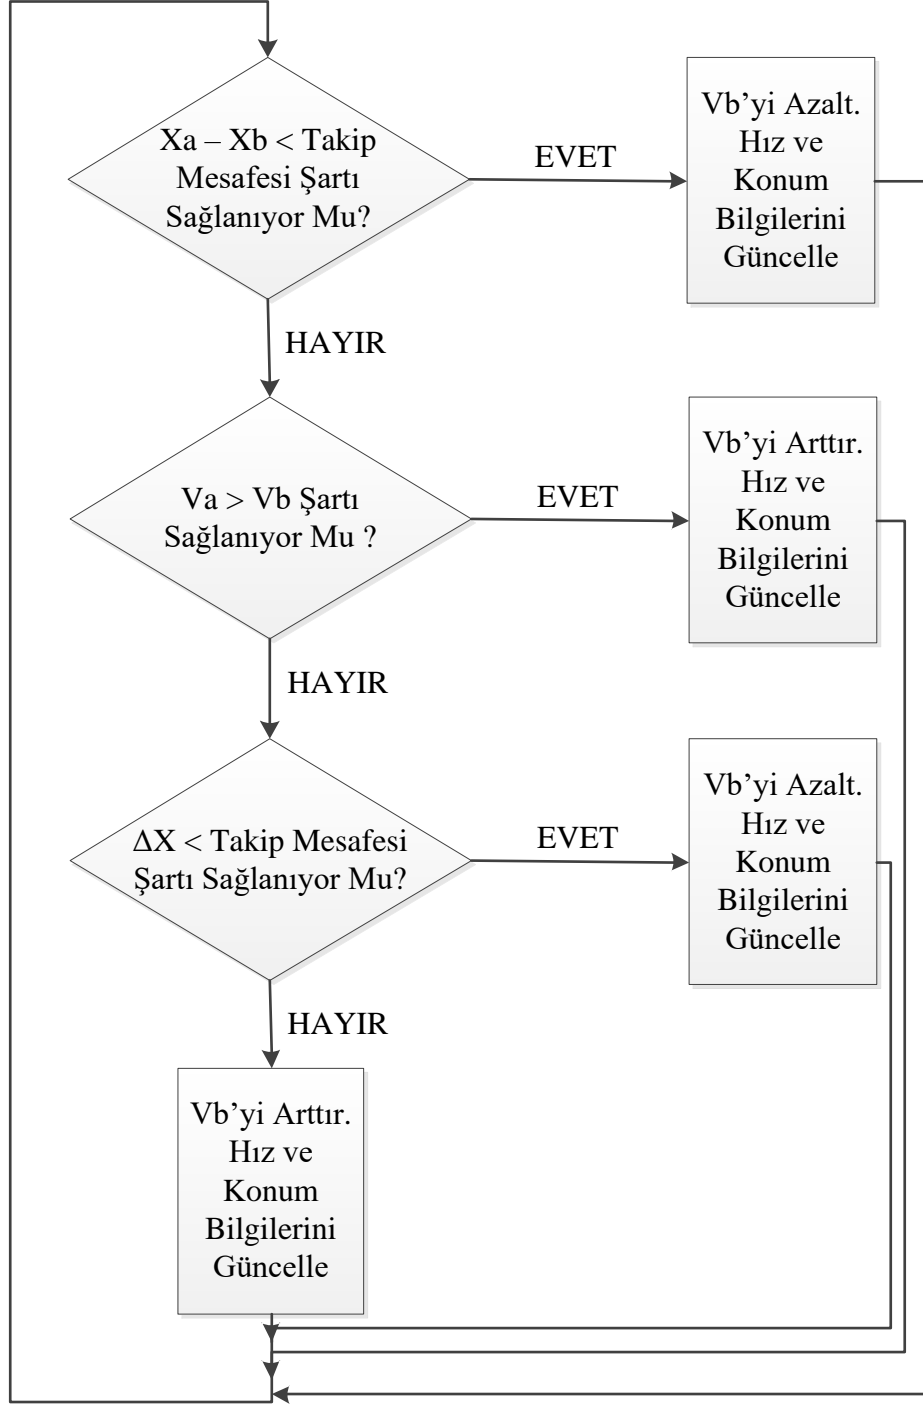 Xa – Xb < Takip
Mesafesi Şartı
Sağlanıyor Mu?
EVET
Vb’yi Azalt.
Hız ve
Konum
Bilgilerini
Güncelle
HAYIR
Va > Vb Şartı
Sağlanıyor Mu ?
EVET
Vb’yi Arttır.
Hız ve
Konum
Bilgilerini
Güncelle
HAYIR
ΔX < Takip Mesafesi
Şartı Sağlanıyor Mu?
EVET
Vb’yi Azalt.
Hız ve
Konum
Bilgilerini
Güncelle
HAYIR
Vb’yi Arttır.
Hız ve
Konum
Bilgilerini
Güncelle